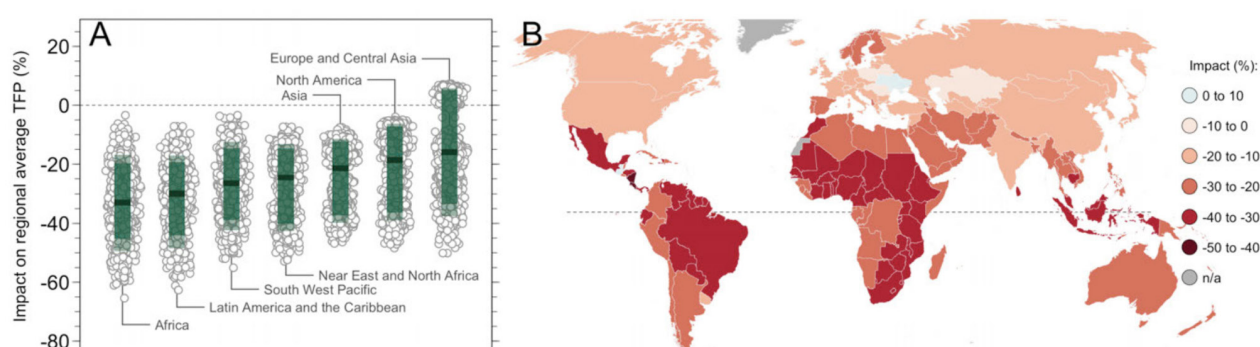 A
Impact on regional average TFP (%)
20
0
-20
-40
-60
-80
Europe and Central Asia
North America
Asia
Near East and North Africa
South West Pacific
Latin America and the Caribbean
Africa
B
Impact (%):
0 to 10
-10 to 0
-20 to -10
-30 to -20
-40 to -30
-50 to -40
n/a